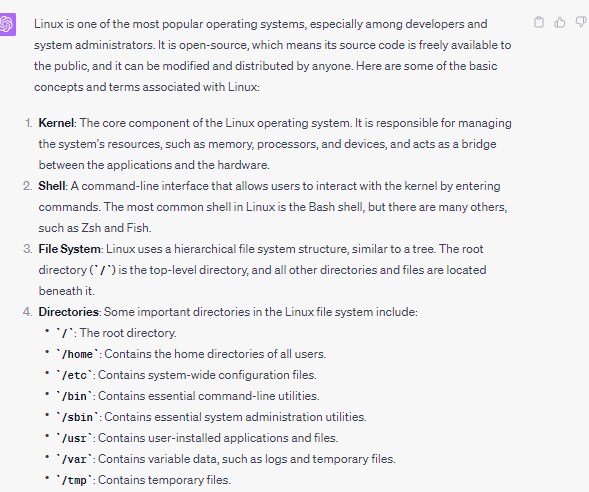 Linux is one of the most popular operating systems, especially among developers and
system administrators. It is open-source, which means its source code is freely available to
the public, and it can be modified and distributed by anyone. Here are some of the basic
concepts and terms associated with Linux:
1. Kernel: The core component of the Linux operating system. It is responsible for managing
the system's resources, such as memory, processors, and devices, and acts as a bridge
between the applications and the hardware.
2. Shell: A command-line interface that allows users to interact with the kernel by entering
commands. The most common shell in Linux is the Bash shell, but there are many others,
such as Zsh and Fish.
3. File System: Linux uses a hierarchical file system structure, similar to a tree. The root
directory (`/`) is the top-level directory, and all other directories and files are located
beneath it.
4. Directories: Some important directories in the Linux file system include:
• `/`: The root directory.
• `/home`: Contains the home directories of all users.
• `/etc`: Contains system-wide configuration files.
• `/bin`: Contains essential command-line utilities.
• `/sbin`: Contains essential system administration utilities.
• `/usr`: Contains user-installed applications and files.
• `/var`: Contains variable data, such as logs and temporary files.
• `/tmp`: Contains temporary files.